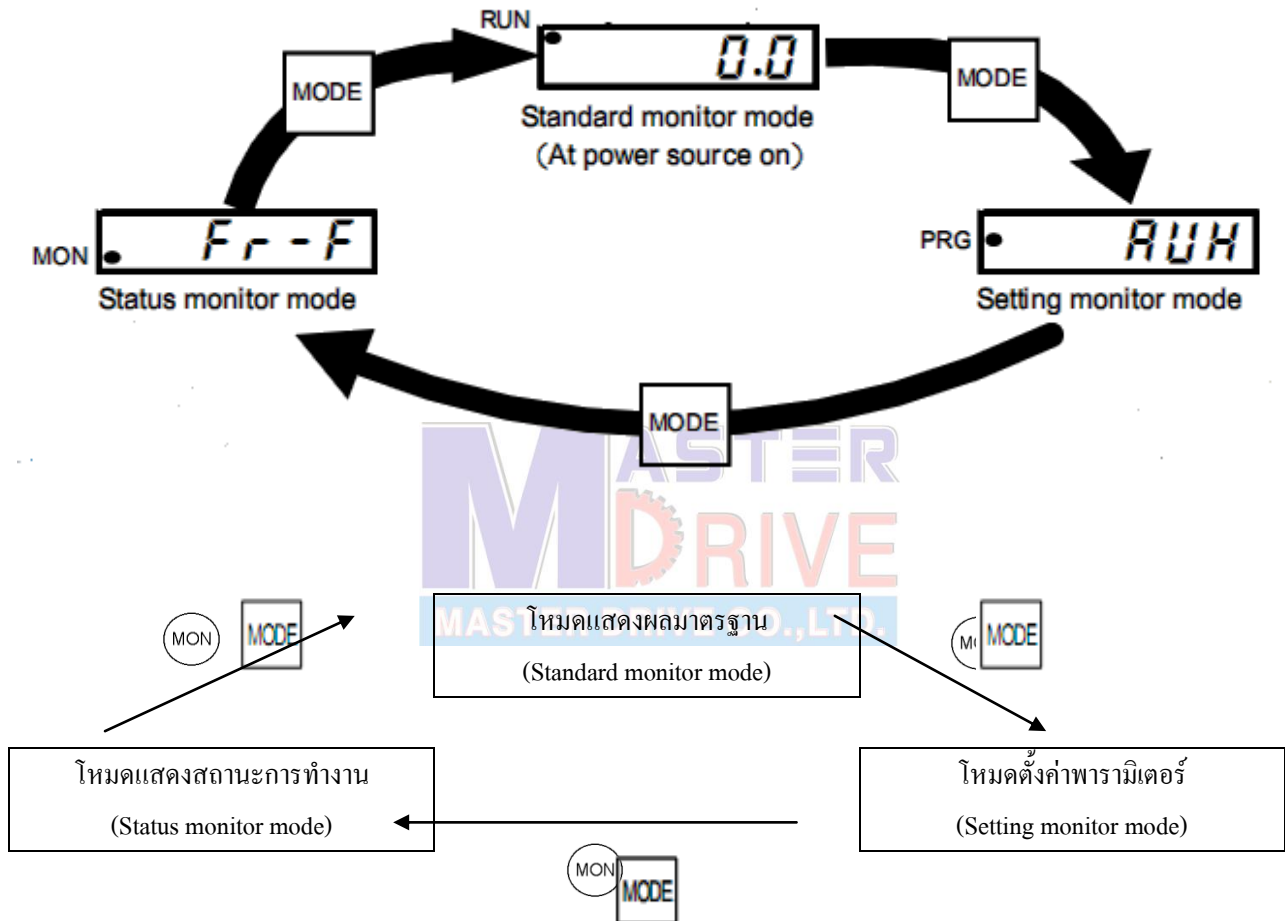 RUN
0.0
MODE
MODE
Standard monitor mode
(At power source on)
MON
Fr-F
PRG
AUH
Status monitor mode
Setting monitor mode
MODE
MASTER
DRIVE
MASTER DRIVE CO.,LTD.
MON
MODE
โหมดแสดงผลมาตรฐาน
(Standard monitor mode)
MODE
โหมดแสดงสถานะการทำงาน
(Status monitor mode)
โหมดตั้งค่าพารามิเตอร์
(Setting monitor mode)
MON
MODE